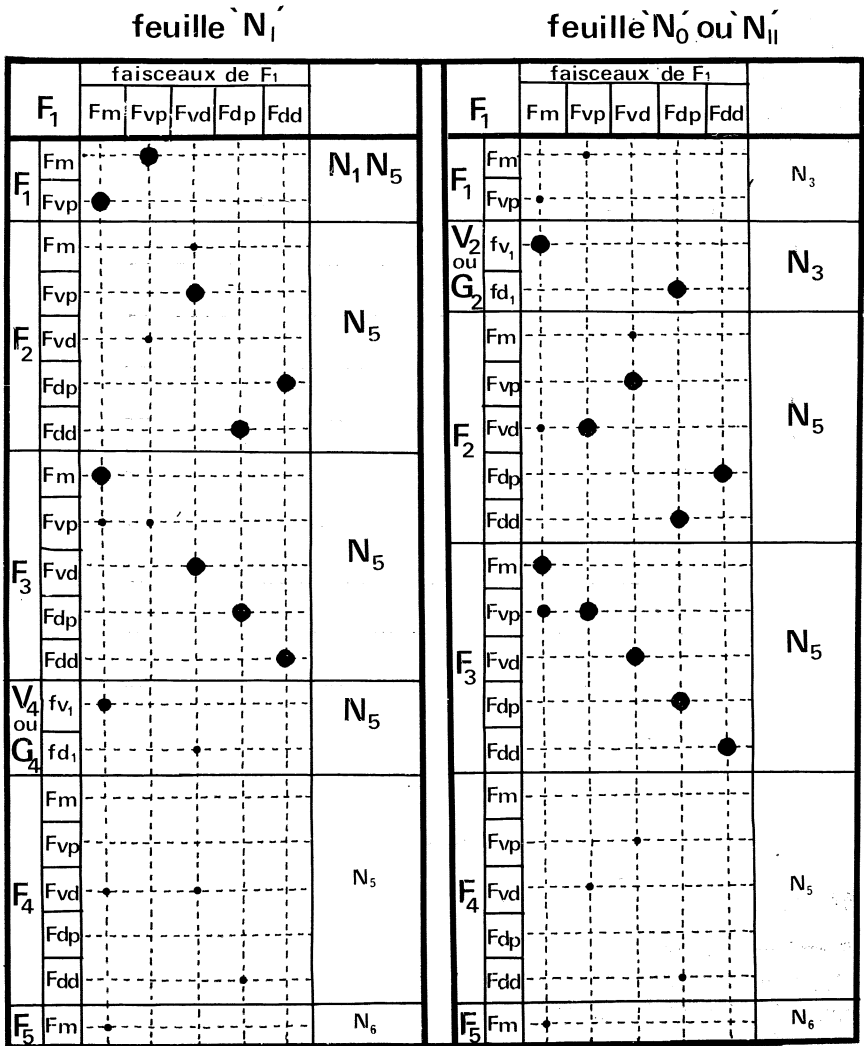 feuille `N_I´ feuille `N_0´ ou `N_II´
faisceaux de F1 faisceaux de F1
F1 Fm Fvp Fvd Fdp Fdd F1 Fm Fvp Fvd Fdp Fdd
F1 Fm N1 N5
Fvp
F2 Fm N5
Fvp
Fvd
Fdp
Fdd
F3 Fm N5
Fvp
Fvd
Fdp
Fdd
V4 ou G4 fv1 N5
fd1
F4 Fm N5
Fvp
Fvd
Fdp
Fdd
F5 Fm N6
F1 Fm N3
Fvp
V2 ou G2 fv1 N3
fd1
F2 Fm N5
Fvp
Fvd
Fdp
Fdd
F3 Fm N5
Fvp
Fvd
Fdp
Fdd
F4 Fm N5
Fvp
Fvd
Fdp
Fdd
F5 Fm N6